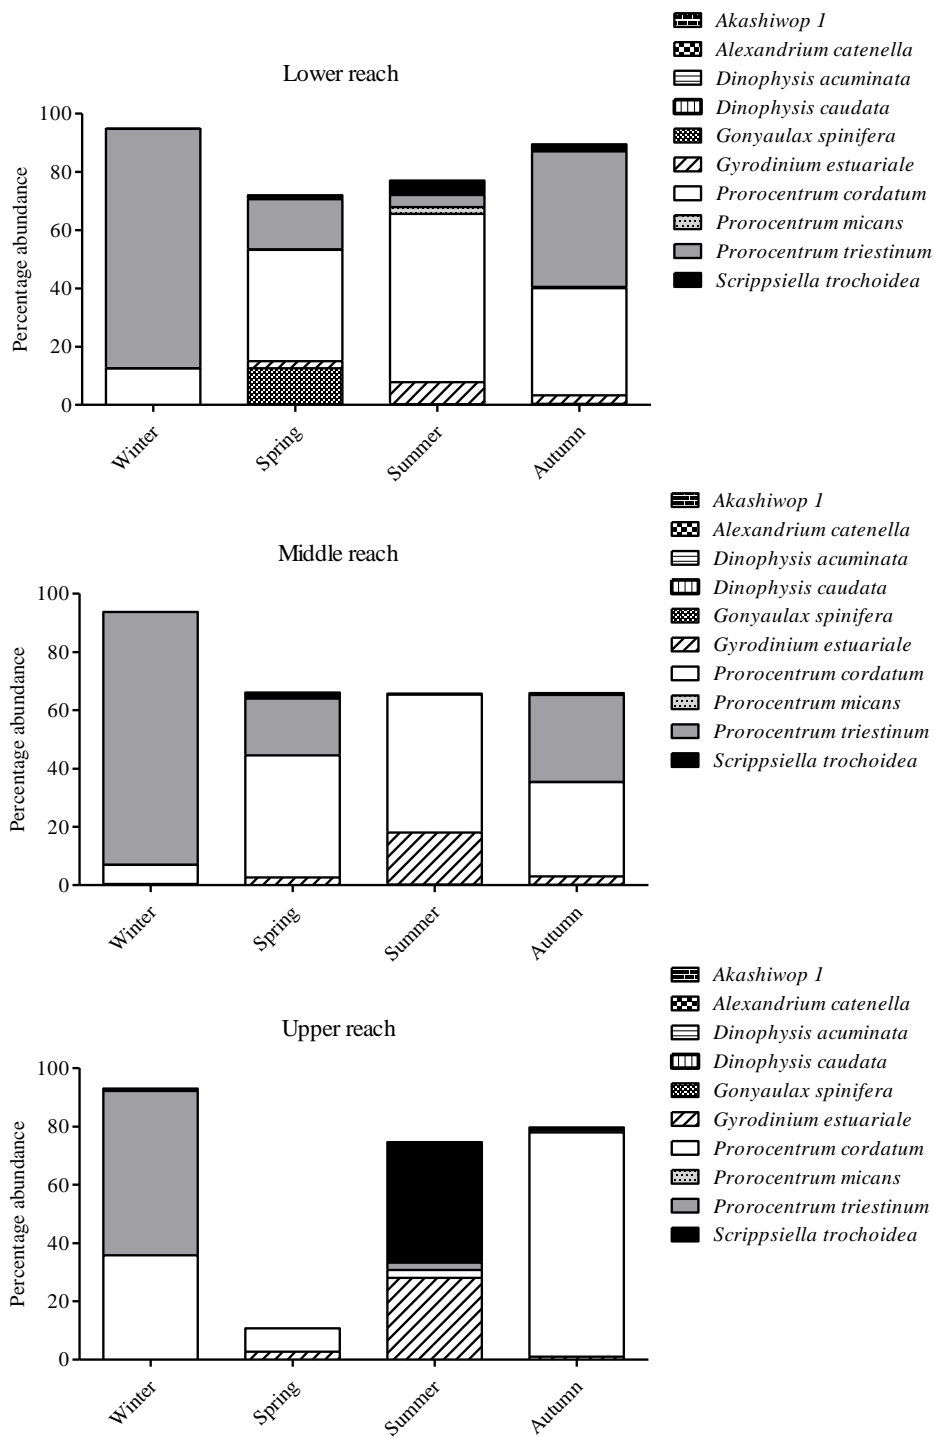 Lower reach
Percentage abundance
100
80
60
40
20
0
Winter
Spring
Summer
Autumn
Akashiwop 1
Alexandrium catenella
Dinophysis acuminata
Dinophysis caudata
Gonyaulax spinifera
Gyrodinium estuariale
Prorocentrum cordatum
Prorocentrum micans
Prorocentrum triestinum
Scrippsiella trochoidea
Middle reach
Percentage abundance
100
80
60
40
20
0
Winter
Spring
Summer
Autumn
Akashiwop 1
Alexandrium catenella
Dinophysis acuminata
Dinophysis caudata
Gonyaulax spinifera
Gyrodinium estuariale
Prorocentrum cordatum
Prorocentrum micans
Prorocentrum triestinum
Scrippsiella trochoidea
Upper reach
Percentage abundance
100
80
60
40
20
0
Winter
Spring
Summer
Autumn
Akashiwop 1
Alexandrium catenella
Dinophysis acuminata
Dinophysis caudata
Gonyaulax spinifera
Gyrodinium estuariale
Prorocentrum cordatum
Prorocentrum micans
Prorocentrum triestinum
Scrippsiella trochoidea